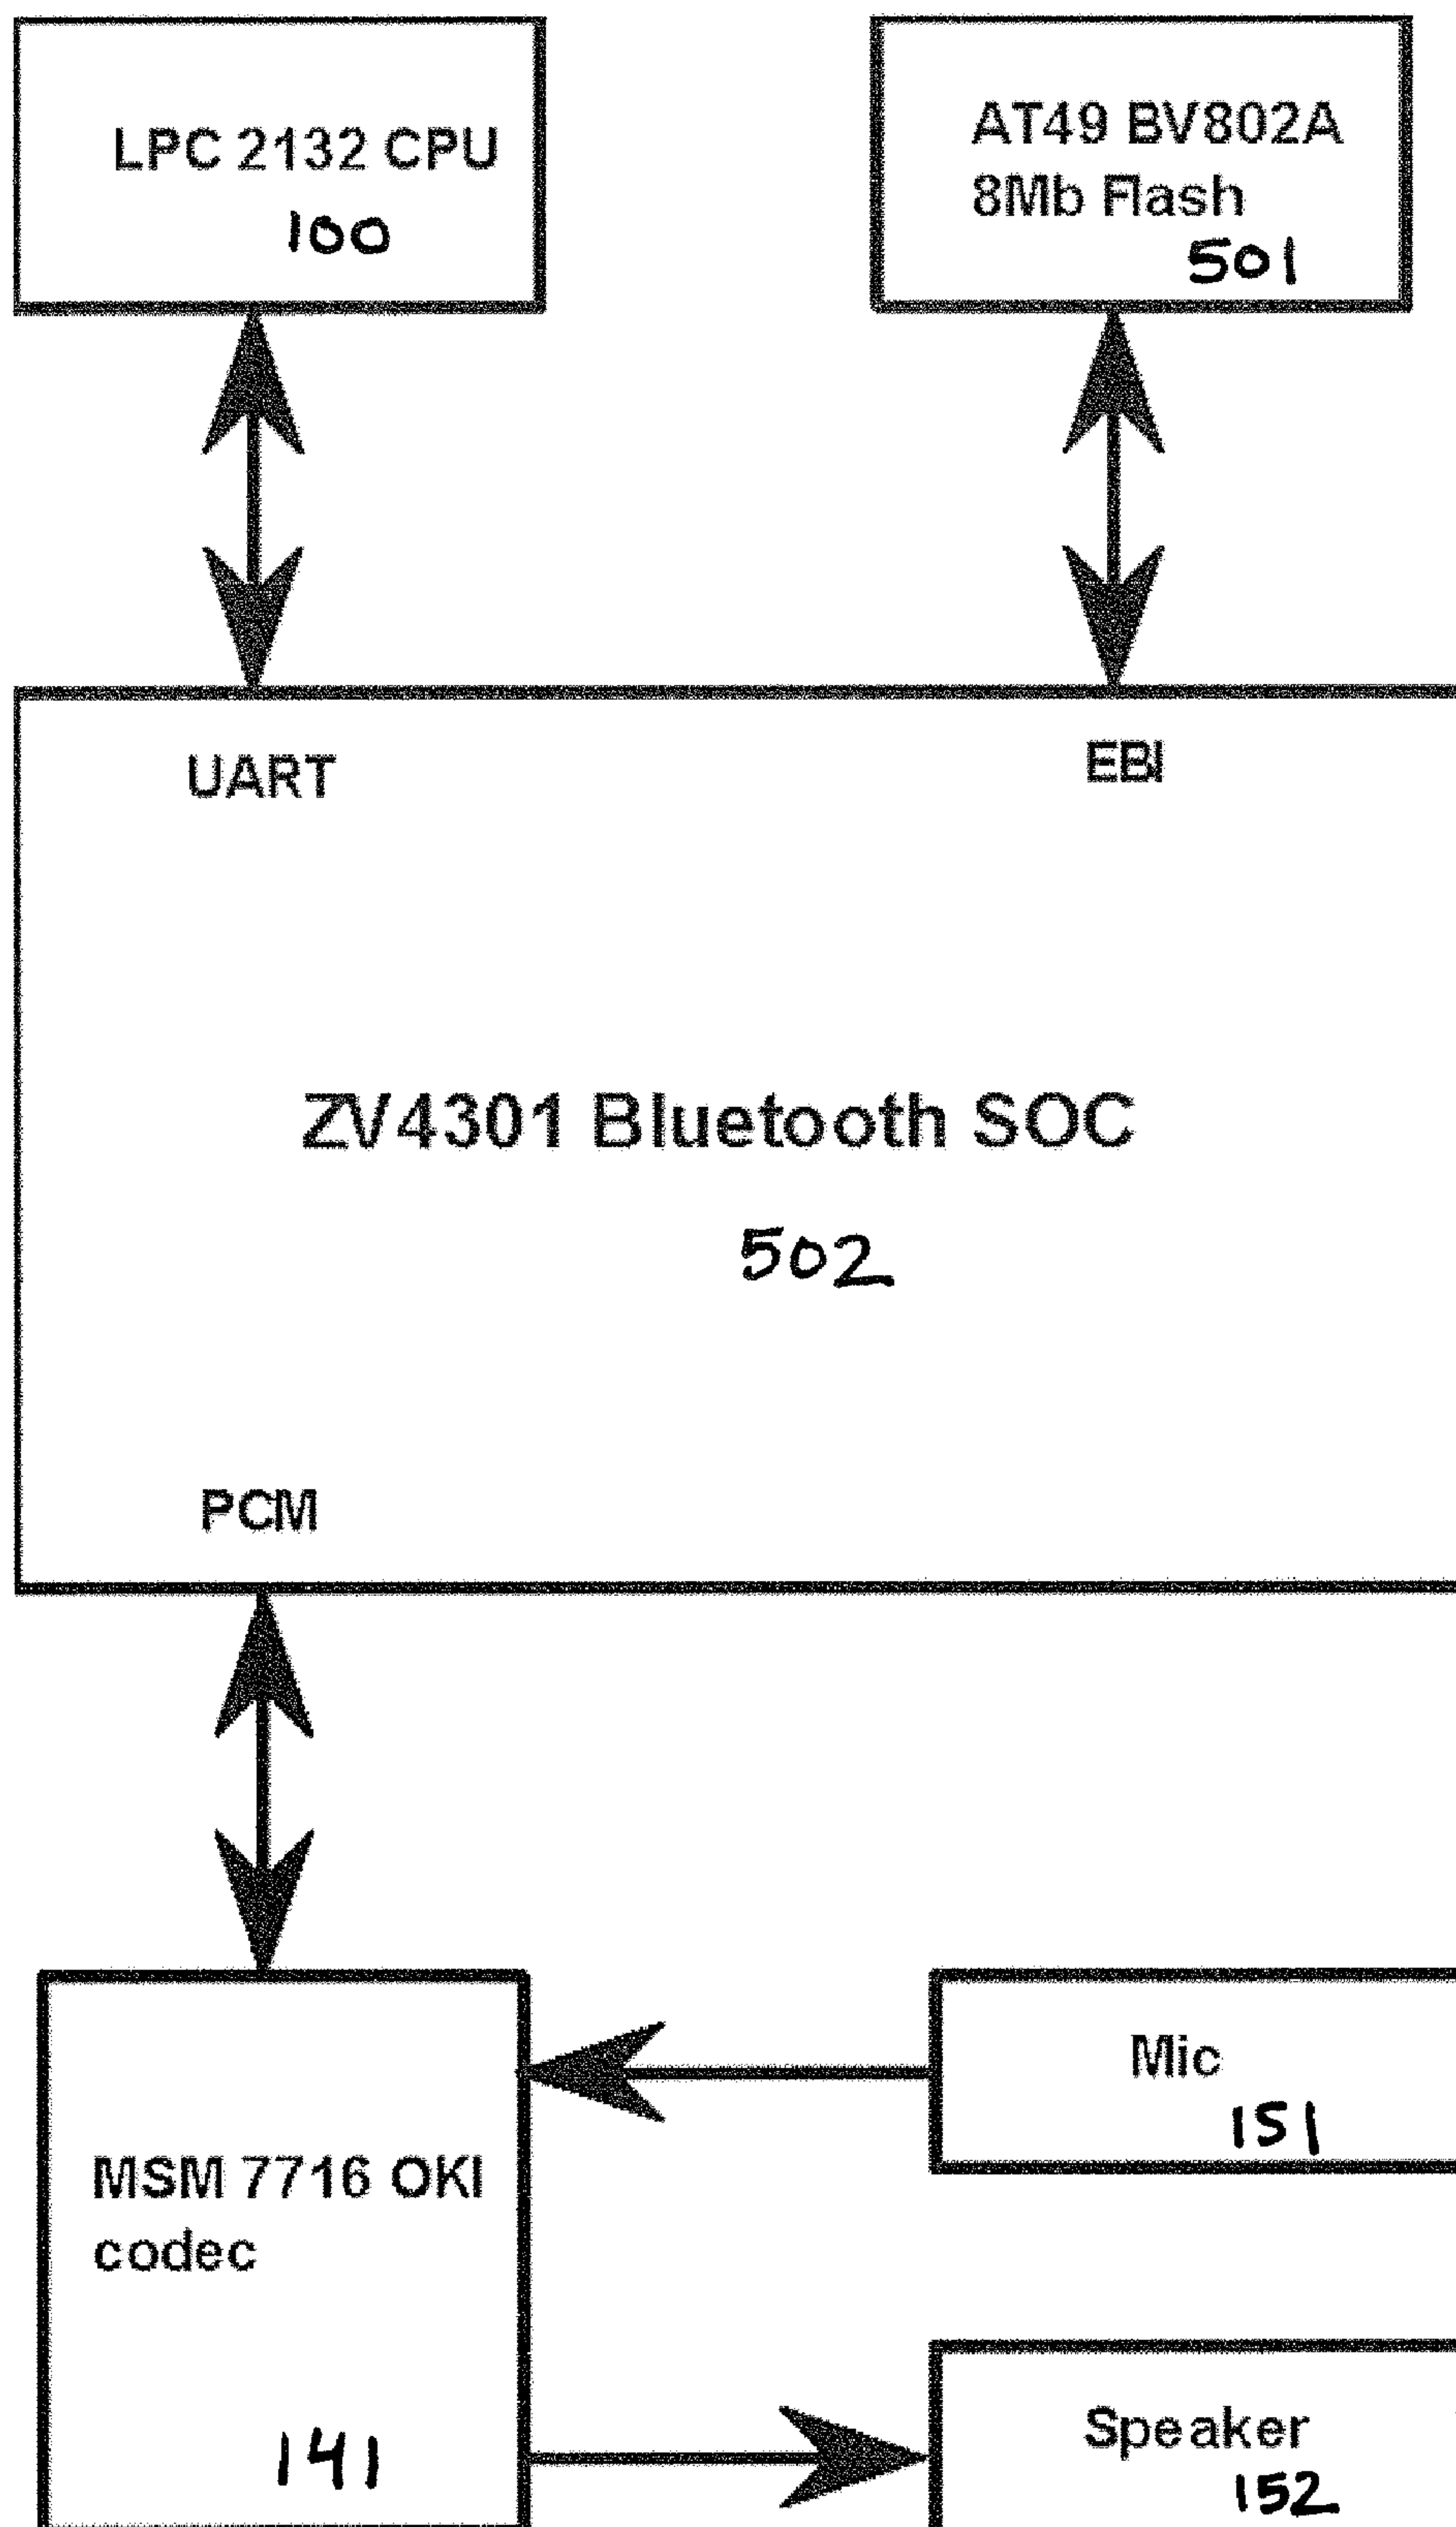 LPC 2132 CPU
100
AT49 BV802A
8Mb Flash
501
UART
EBI
ZV4301 Bluetooth SOC
502
PCM
Mic
151
MSM 7716 OKI
codec
141
Speaker
152